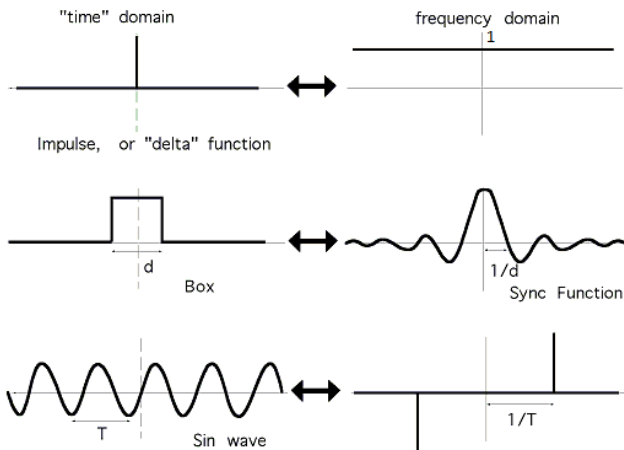 "time" domain
frequency domain
1
Impulse, or "delta" function
d
1/d
Box
Sync Function
T
1/T
Sin wave